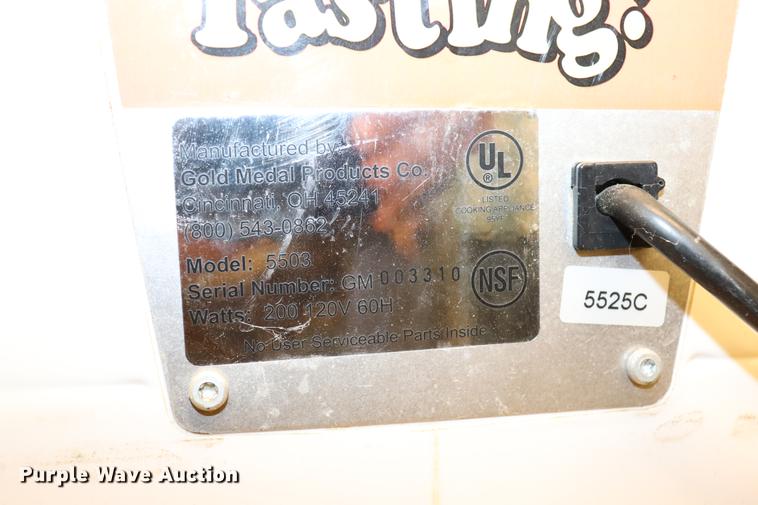 Tasting!
Manufactured by:
Gold Medal Products Co.
Cincinnati, OH 45241
(800) 543-0862
Model: 5503
Serial Number: GM 003310
Watts: 200 120V 60H
No User Serviceable Parts Inside
UL
®
LISTED
COOKING APPLIANCE
NSF
5525C
Purple Wave Auction